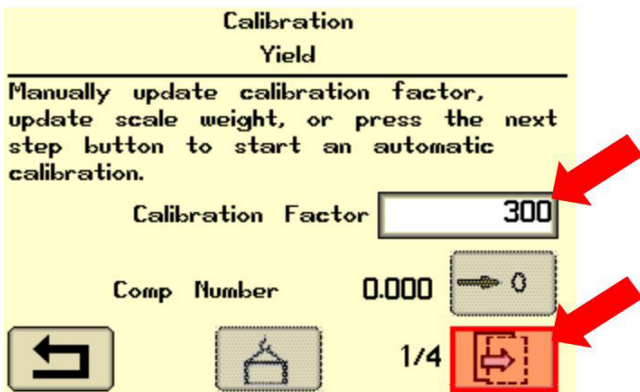 Calibration
Yield
Manually update calibration factor,
update scale weight, or press the next
step button to start an automatic
calibration.
Calibration Factor 300
Comp Number 0.000 0
1/4